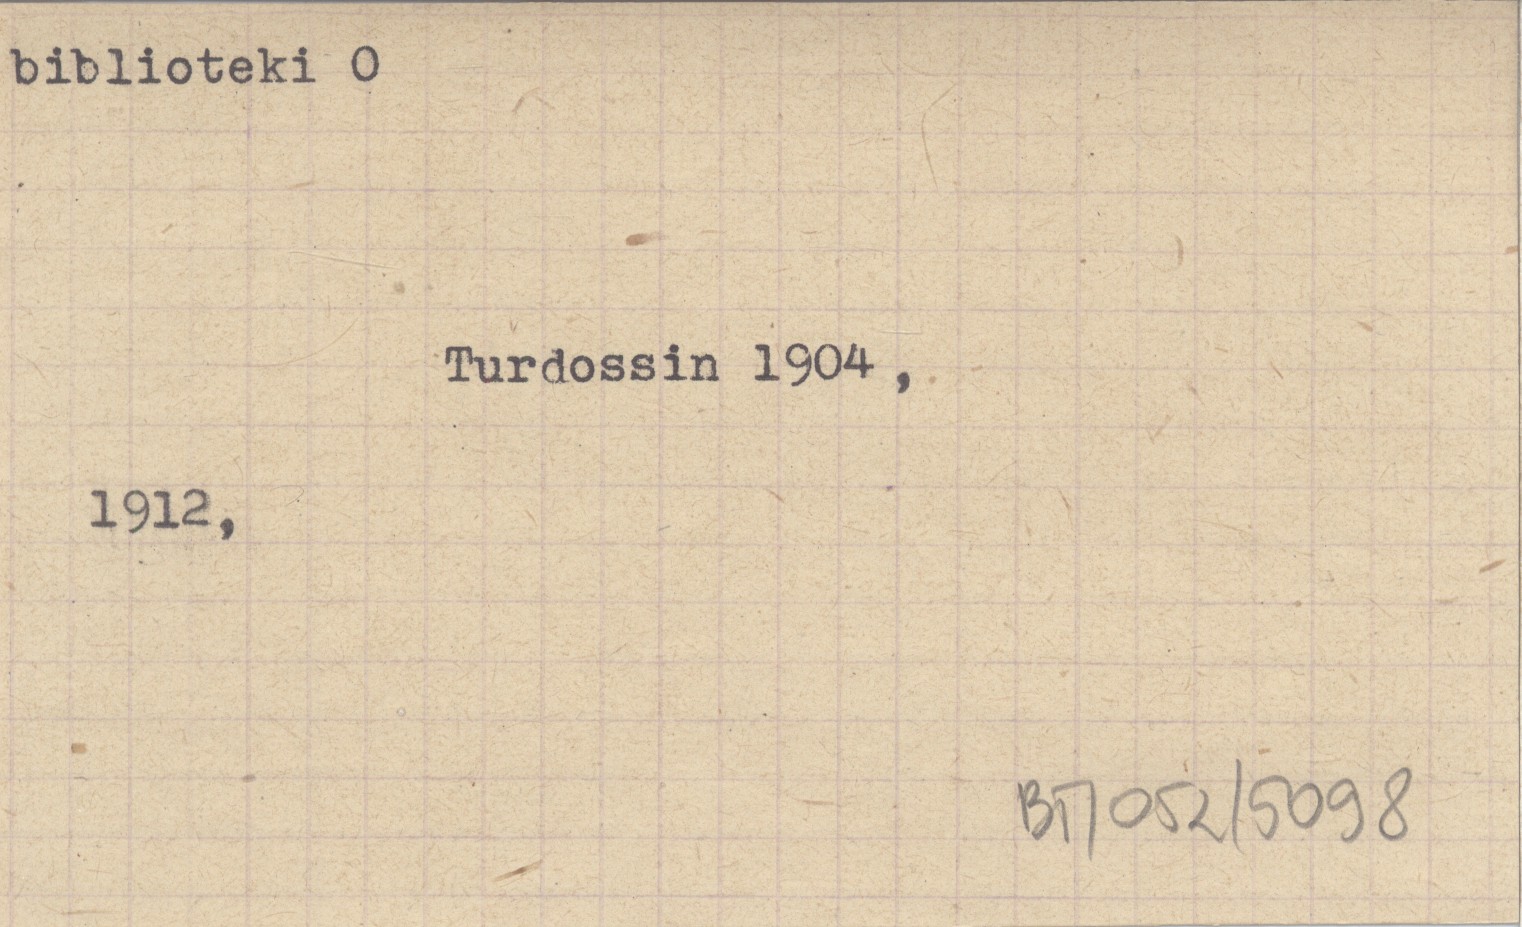 biblioteki O
Turdossin 1904,
1912,
BT/052/5098